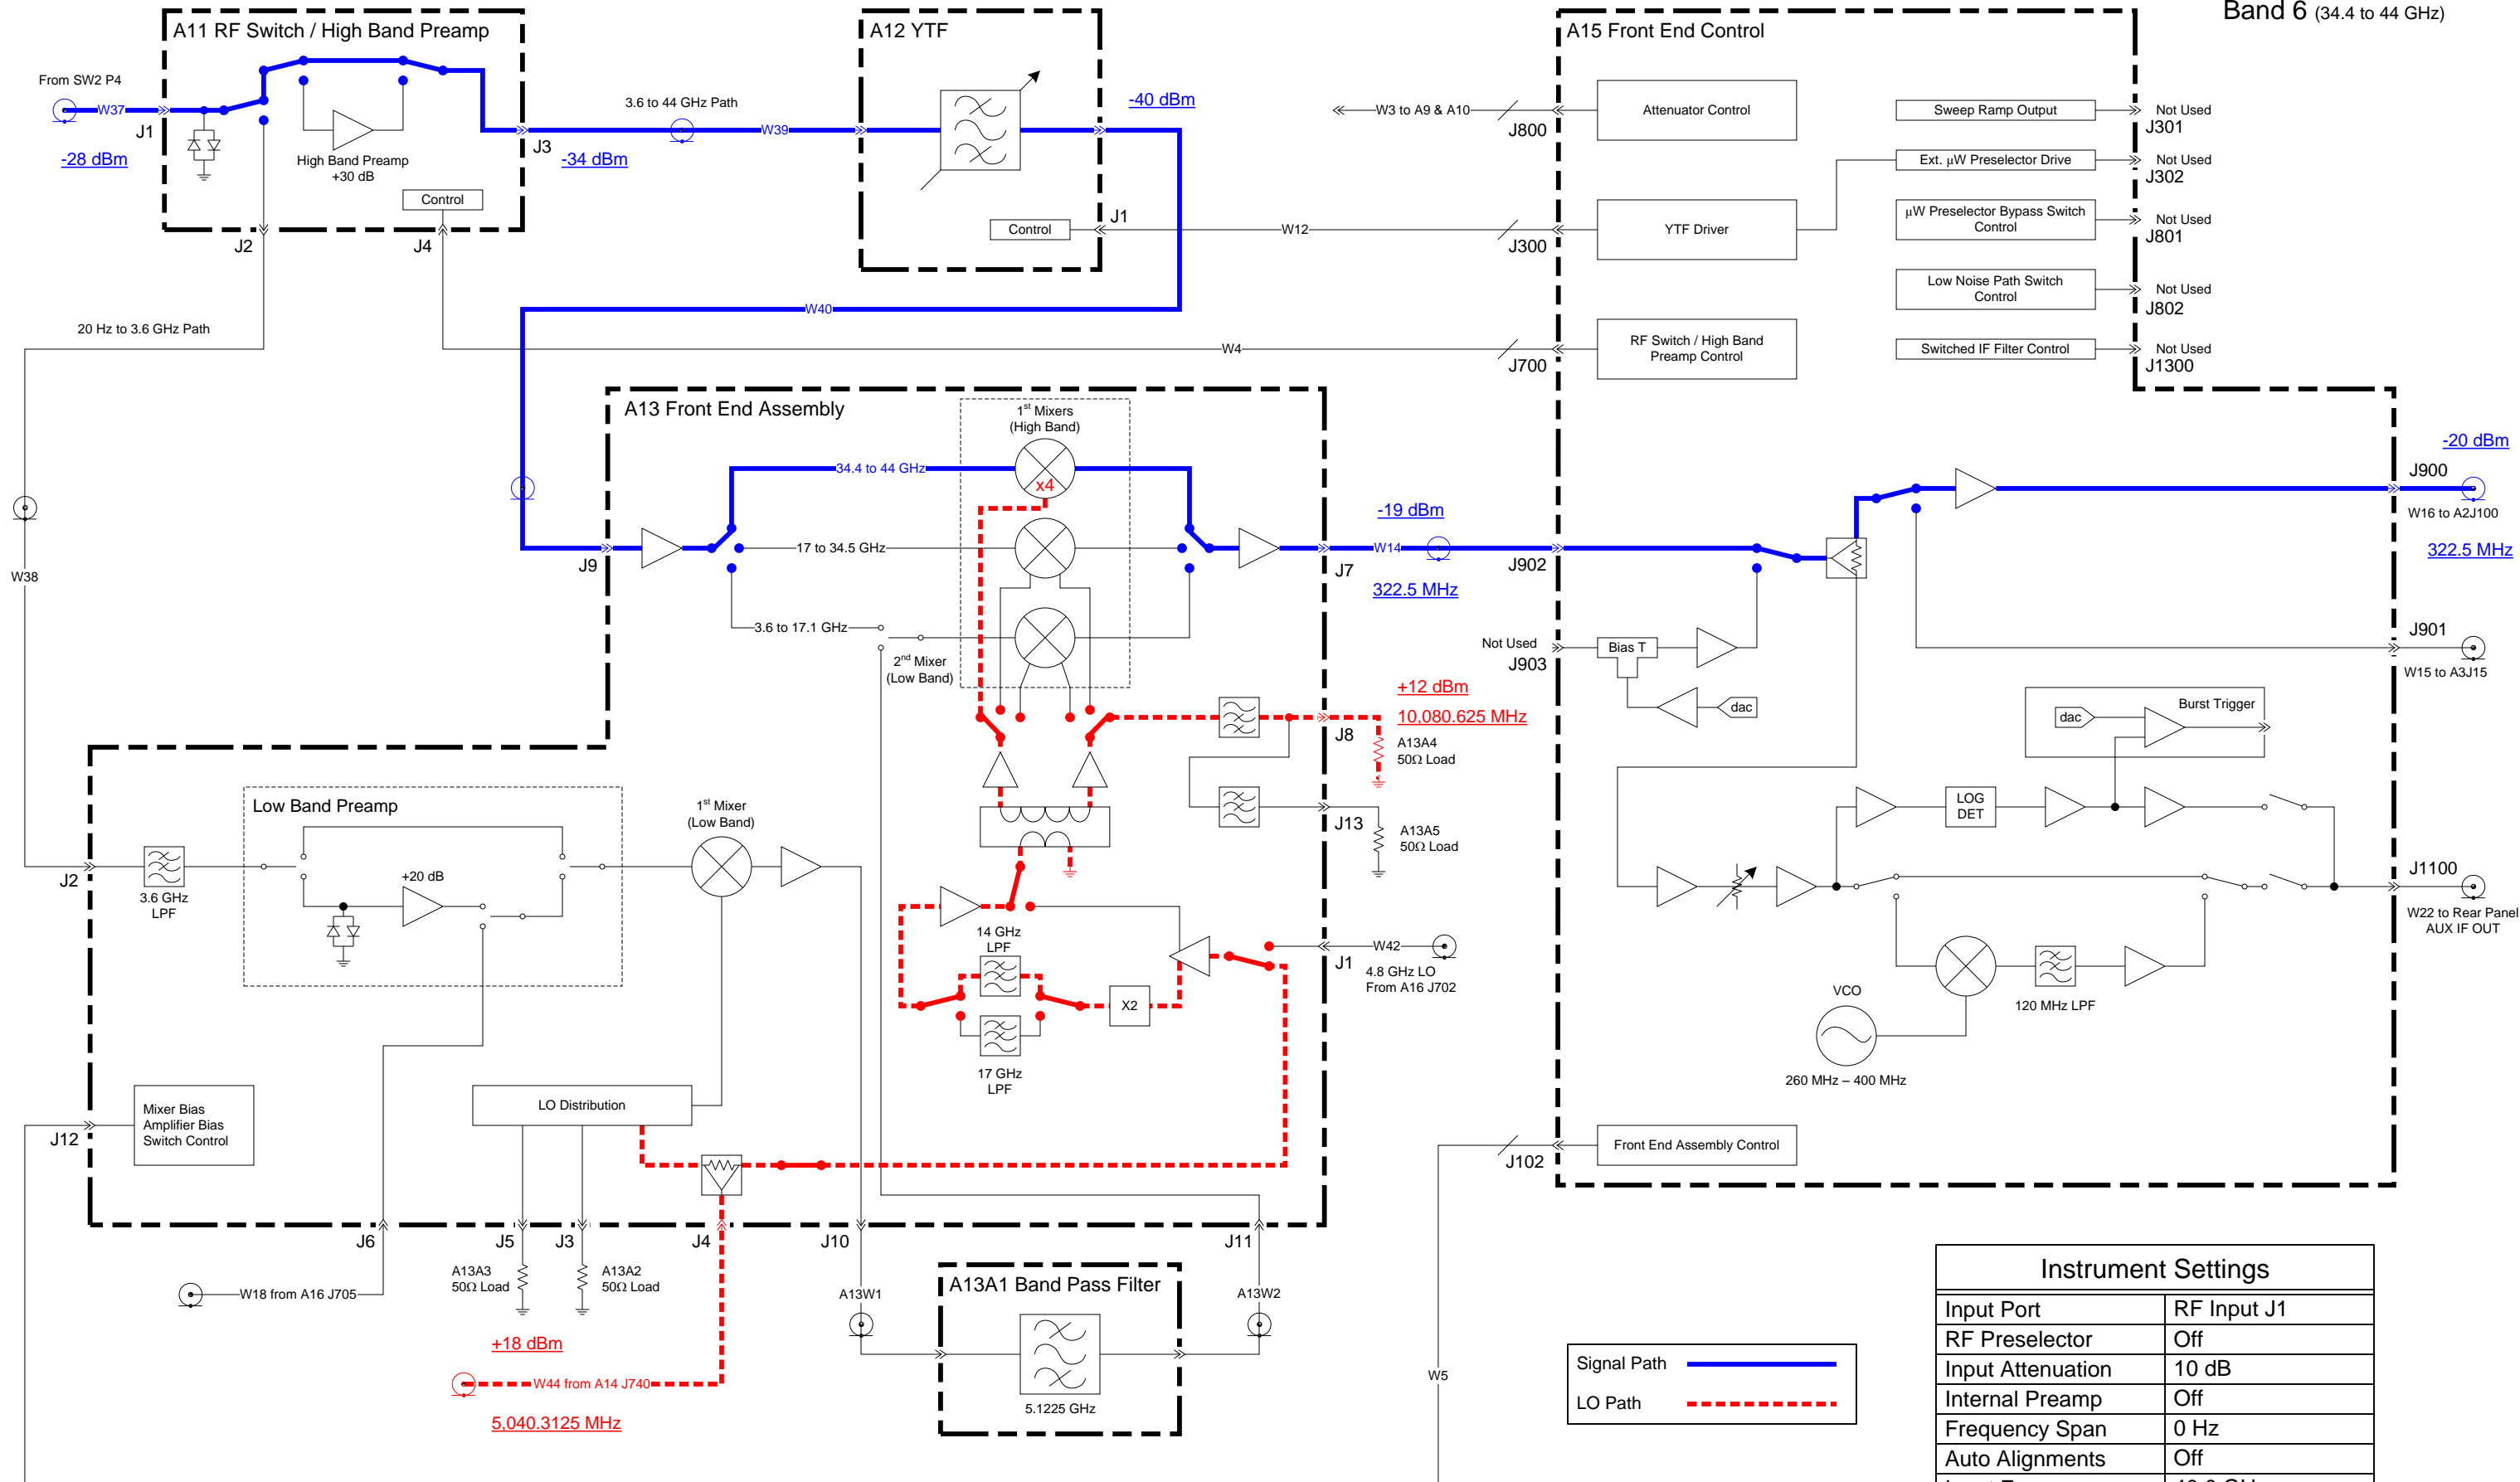 Band 6 (34.4 to 44 GHz)
A11 RF Switch / High Band Preamp
From SW2 P4
W37
J1
-28 dBm
High Band Preamp
+30 dB
Control
J2
J4
J3
-34 dBm
3.6 to 44 GHz Path
W39
A12 YTF
-40 dBm
Control
J1
W12
W40
W4
20 Hz to 3.6 GHz Path
W38
A15 Front End Control
W3 to A9 & A10
J800
Attenuator Control
J300
YTF Driver
J700
RF Switch / High Band
Preamp Control
Sweep Ramp Output
Not Used
J301
Ext. µW Preselector Drive
Not Used
J302
µW Preselector Bypass Switch
Control
Not Used
J801
Low Noise Path Switch
Control
Not Used
J802
Switched IF Filter Control
Not Used
J1300
A13 Front End Assembly
1st Mixers
(High Band)
34.4 to 44 GHz
x4
17 to 34.5 GHz
3.6 to 17.1 GHz
2nd Mixer
(Low Band)
J9
J7
-19 dBm
W14
322.5 MHz
J902
-20 dBm
J900
W16 to A2J100
322.5 MHz
J901
W15 to A3J15
Not Used
J903
Bias T
dac
dac
Burst Trigger
LOG
DET
J1100
W22 to Rear Panel
AUX IF OUT
VCO
260 MHz – 400 MHz
120 MHz LPF
Front End Assembly Control
J102
W5
+12 dBm
10,080.625 MHz
J8
A13A4
50Ω Load
J13
A13A5
50Ω Load
14 GHz
LPF
17 GHz
LPF
X2
J1
W42
4.8 GHz LO
From A16 J702
Low Band Preamp
+20 dB
J2
3.6 GHz
LPF
1st Mixer
(Low Band)
Mixer Bias
Amplifier Bias
Switch Control
J12
LO Distribution
J6
J5
J3
J4
J10
J11
W18 from A16 J705
A13A3
50Ω Load
A13A2
50Ω Load
+18 dBm
W44 from A14 J740
5,040.3125 MHz
A13W1
A13A1 Band Pass Filter
5.1225 GHz
A13W2
Signal Path
LO Path
Instrument Settings
Input Port RF Input J1
RF Preselector Off
Input Attenuation 10 dB
Internal Preamp Off
Frequency Span 0 Hz
Auto Alignments Off